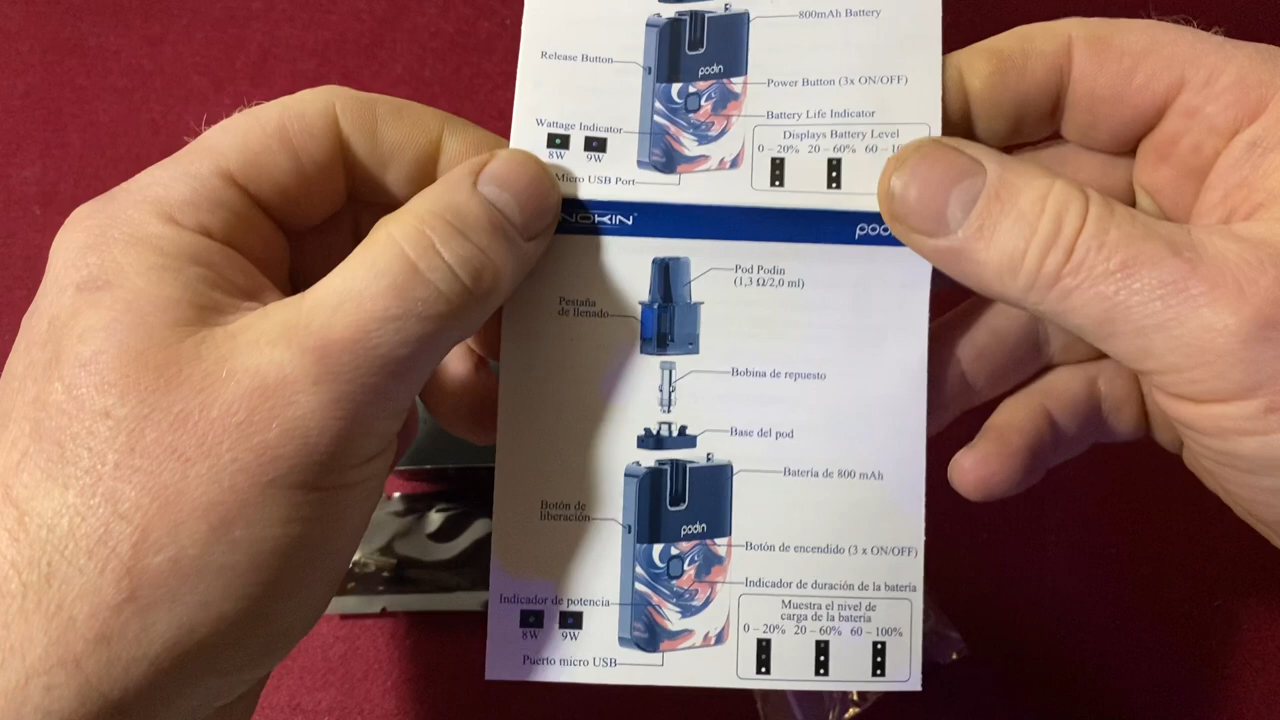 800mAh Battery
Release Button
podin
Power Button (3x ON/OFF)
Battery Life Indicator
Wattage Indicator
8W 9W
Displays Battery Level
0 – 20% 20 – 60% 60 –
Micro USB Port
NOKIN
Pod Podin
(1,3 Ω/2,0 ml)
Pestaña
de llenado
Bobina de repuesto
Base del pod
Batería de 800 mAh
Botón de
liberación
podin
Botón de encendido (3 x ON/OFF)
Indicador de duración de la batería
Indicador de potencia
8W 9W
Muestra el nivel de
carga de la batería
0 – 20% 20 – 60% 60 – 100%
Puerto micro USB